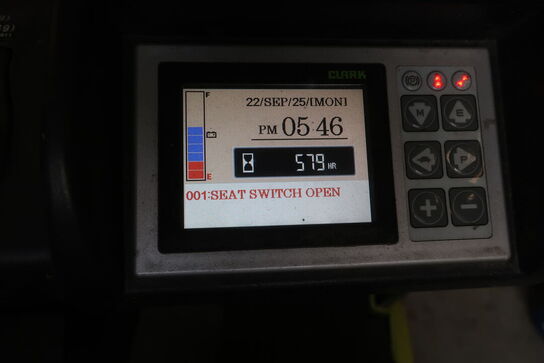 CLARK
F
22/SEP/25/[MON]
PM 05:46
579 HR
E
001:SEAT SWITCH OPEN
M
E
P
+
−